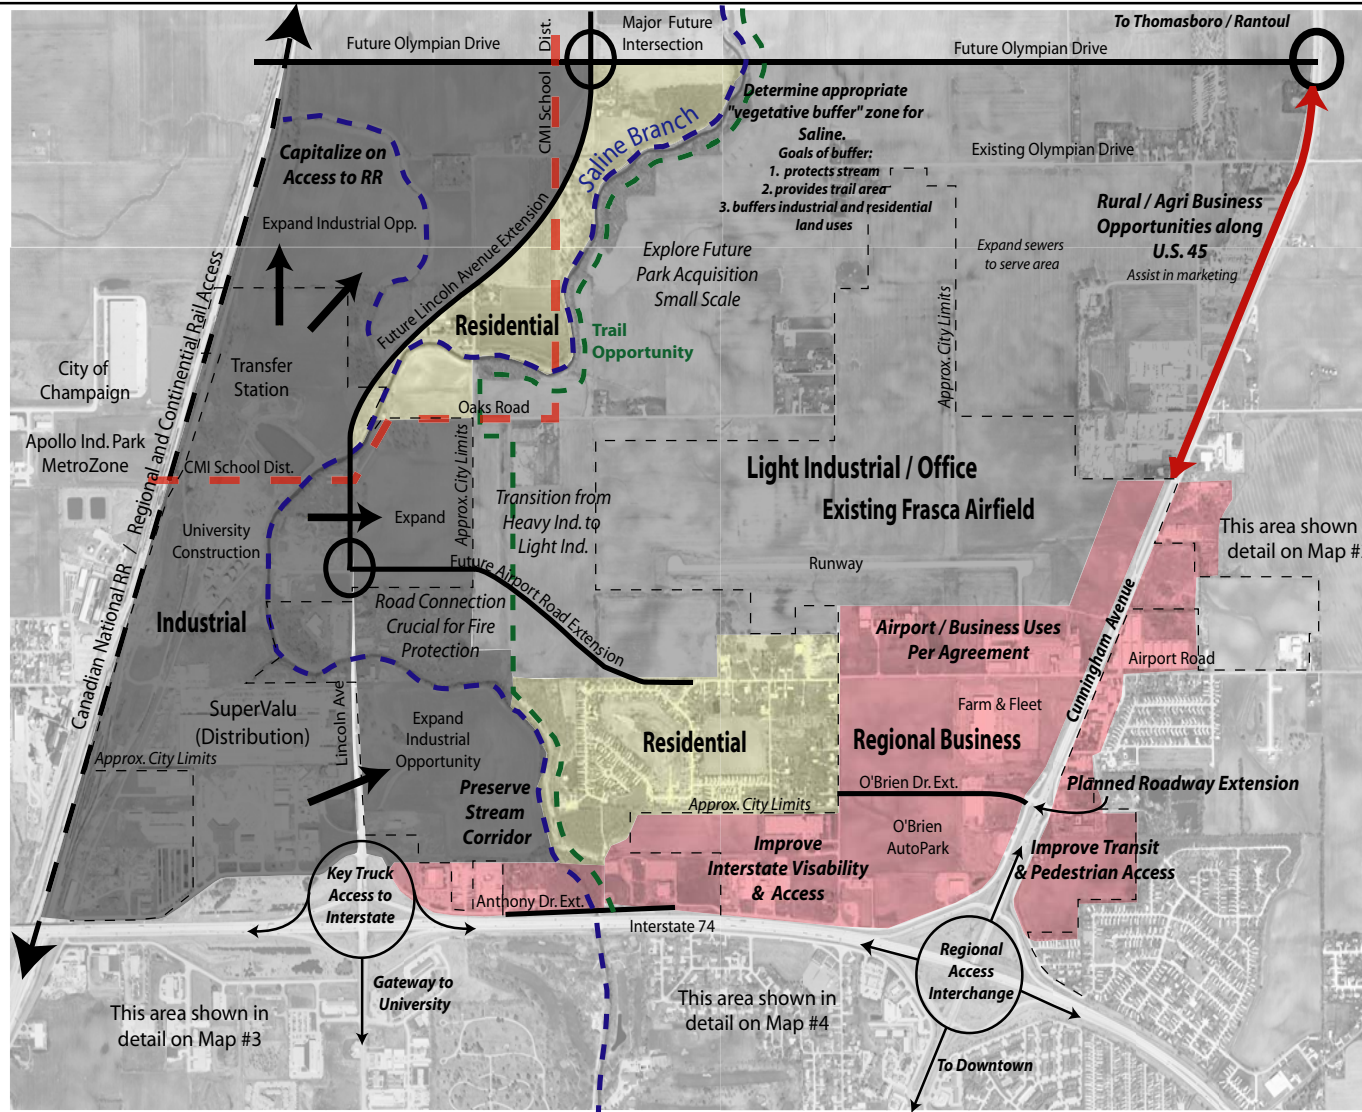 To Thomasboro / Rantoul
Future Olympian Drive
CMI School Dist.
Major Future
Intersection
Future Olympian Drive
Determine appropriate
"vegetative buffer" zone for
Saline.
Goals of buffer:
1. protects stream
2. provides trail area
3. buffers industrial and residential
land uses
Saline Branch
Existing Olympian Drive
Capitalize on
Access to RR
Expand Industrial Opp.
Rural / Agri Business
Opportunities along
U.S. 45
Assist in marketing
Expand sewers
to serve area
Explore Future
Park Acquisition
Small Scale
Future Lincoln Avenue Extension
Residential
Trail
Opportunity
Approx. City Limits
Canadian National RR / Regional and Continental Rail Access
City of
Champaign
Transfer
Station
Oaks Road
Apollo Ind. Park
MetroZone
CMI School Dist.
Approx. City Limits
Light Industrial / Office
Existing Frasca Airfield
Transition from
Heavy Ind. to
Light Ind.
University
Construction
Expand
This area shown
detail on Map #
Runway
Future Airport Road Extension
Industrial
Road Connection
Crucial for Fire
Protection
Airport / Business Uses
Per Agreement
Cunningham Avenue
Airport Road
SuperValu
(Distribution)
Lincoln Ave
Expand
Industrial
Opportunity
Farm & Fleet
Residential
Regional Business
Approx. City Limits
O'Brien Dr. Ext.
Planned Roadway Extension
Preserve
Stream
Corridor
Approx. City Limits
O'Brien
AutoPark
Improve
Interstate Visability
& Access
Improve Transit
& Pedestrian Access
Key Truck
Access to
Interstate
Anthony Dr. Ext.
Interstate 74
Regional
Access
Interchange
Gateway to
University
This area shown in
detail on Map #3
This area shown in
detail on Map #4
To Downtown